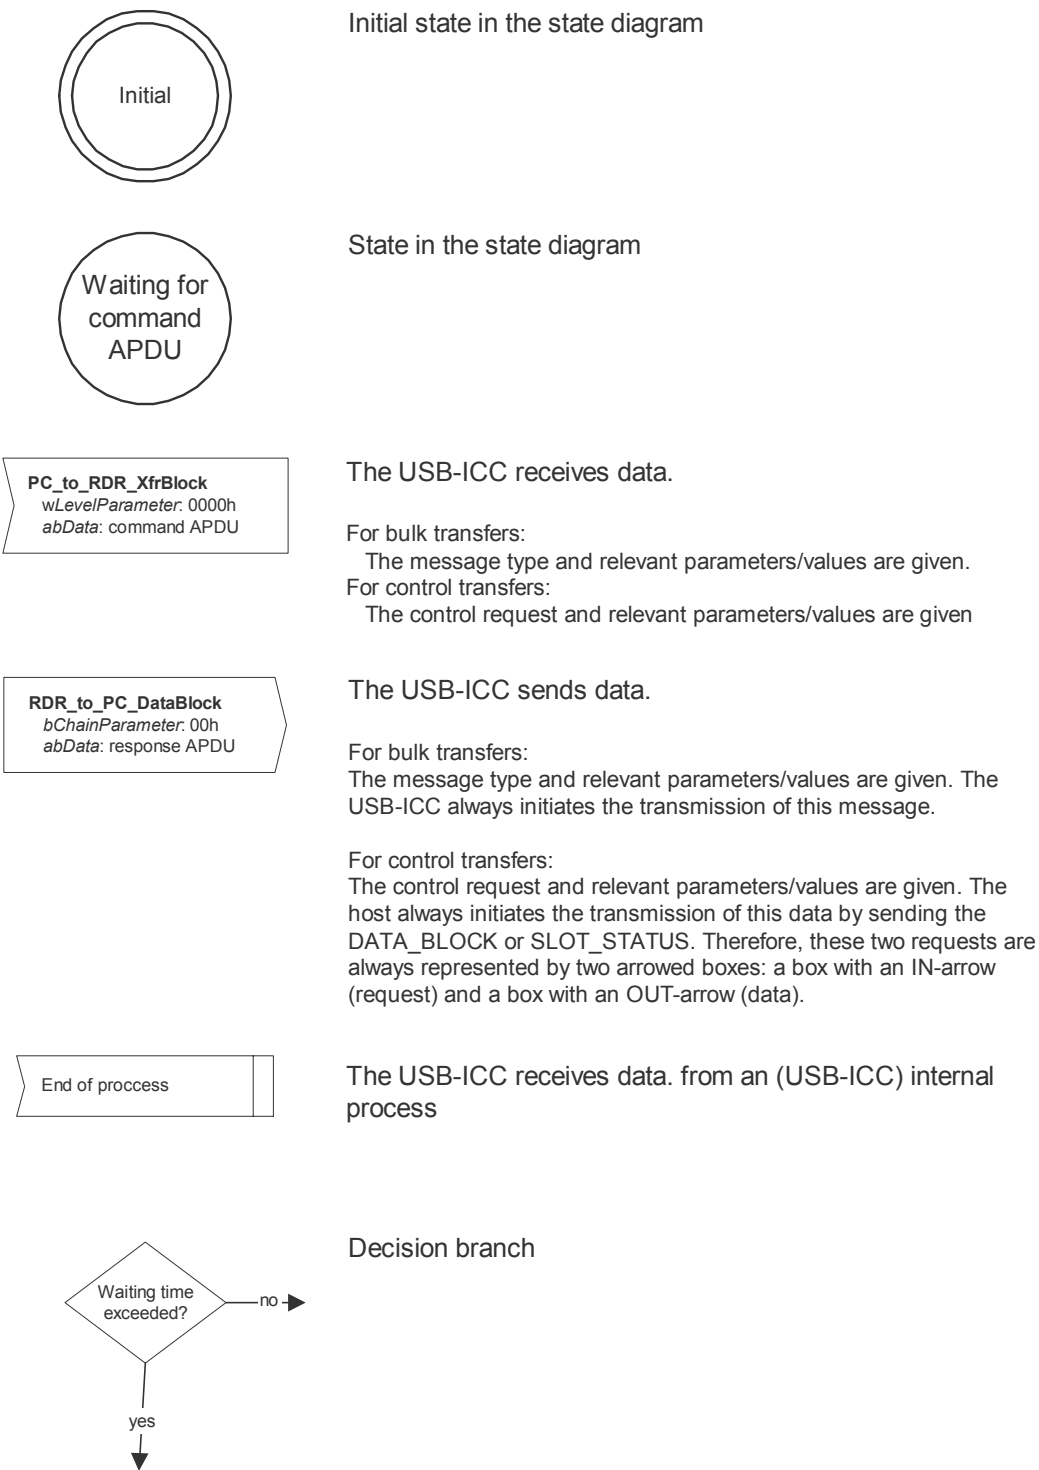 Initial state in the state diagram
Initial
State in the state diagram
Waiting for
command
APDU
The USB-ICC receives data.
PC_to_RDR_XfrBlock
wLevelParameter: 0000h
abData: command APDU
For bulk transfers:
The message type and relevant parameters/values are given.
For control transfers:
The control request and relevant parameters/values are given
The USB-ICC sends data.
RDR_to_PC_DataBlock
bChainParameter: 00h
abData: response APDU
For bulk transfers:
The message type and relevant parameters/values are given. The
USB-ICC always initiates the transmission of this message.
For control transfers:
The control request and relevant parameters/values are given. The
host always initiates the transmission of this data by sending the
DATA_BLOCK or SLOT_STATUS. Therefore, these two requests are
always represented by two arrowed boxes: a box with an IN-arrow
(request) and a box with an OUT-arrow (data).
End of proccess
The USB-ICC receives data. from an (USB-ICC) internal
process
Decision branch
Waiting time
exceeded?
no
yes